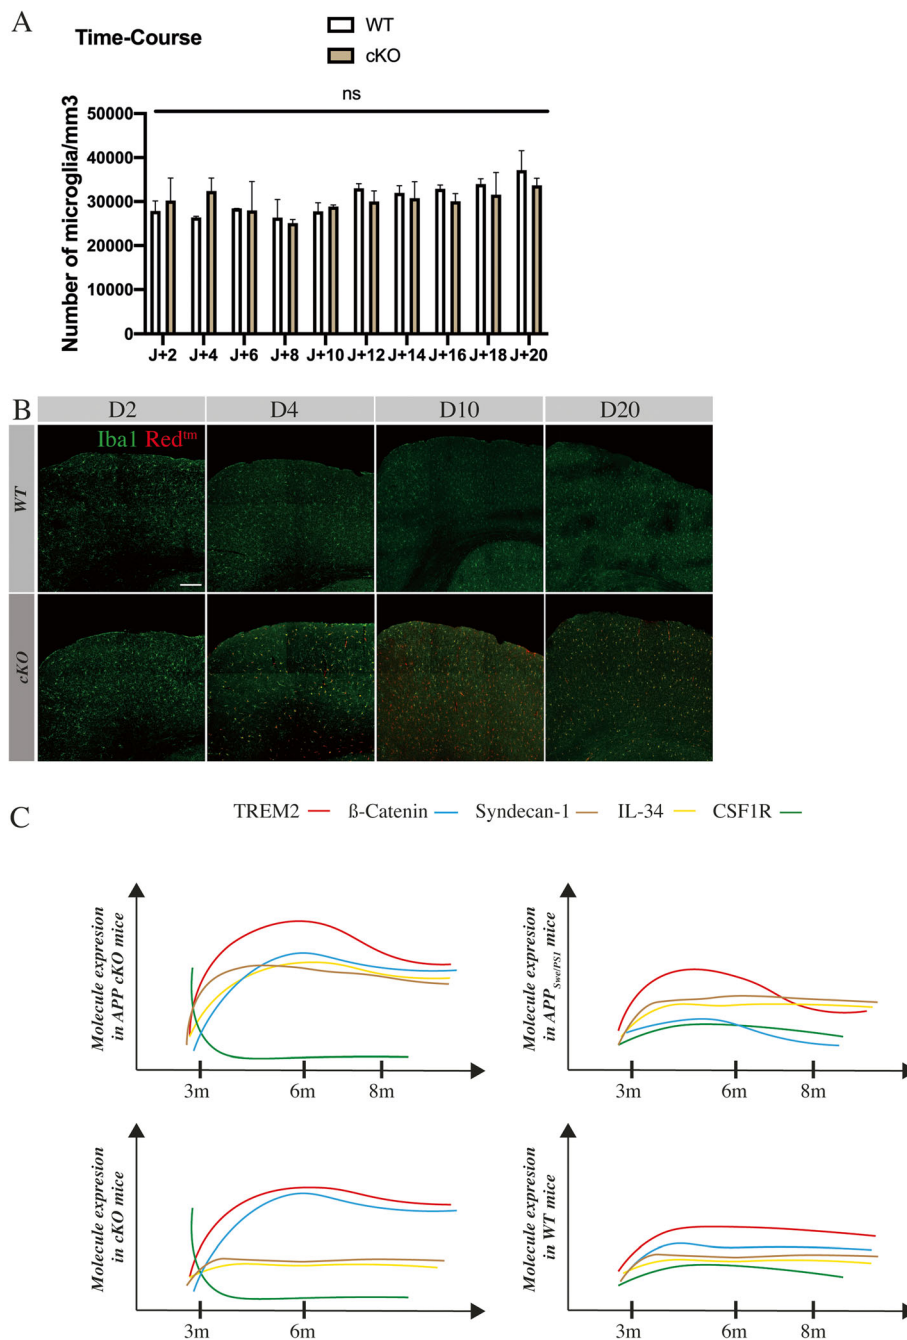 A
Time-Course
WT
cKO
ns
Number of microglia/mm3
50000
40000
30000
20000
10000
0
J+2 J+4 J+6 J+8 J+10 J+12 J+14 J+16 J+18 J+20
B
D2 D4 D10 D20
Iba1 Red™
WT
cKO
C
TREM2 ß-Catenin Syndecan-1 IL-34 CSF1R
Molecule expresion
in APP cKO mice
3m 6m 8m
Molecule expresion
in APPSwe/PS1 mice
3m 6m 8m
Molecule expresion
in cKO mice
3m 6m
Molecule expresion
in WT mice
3m 6m 8m